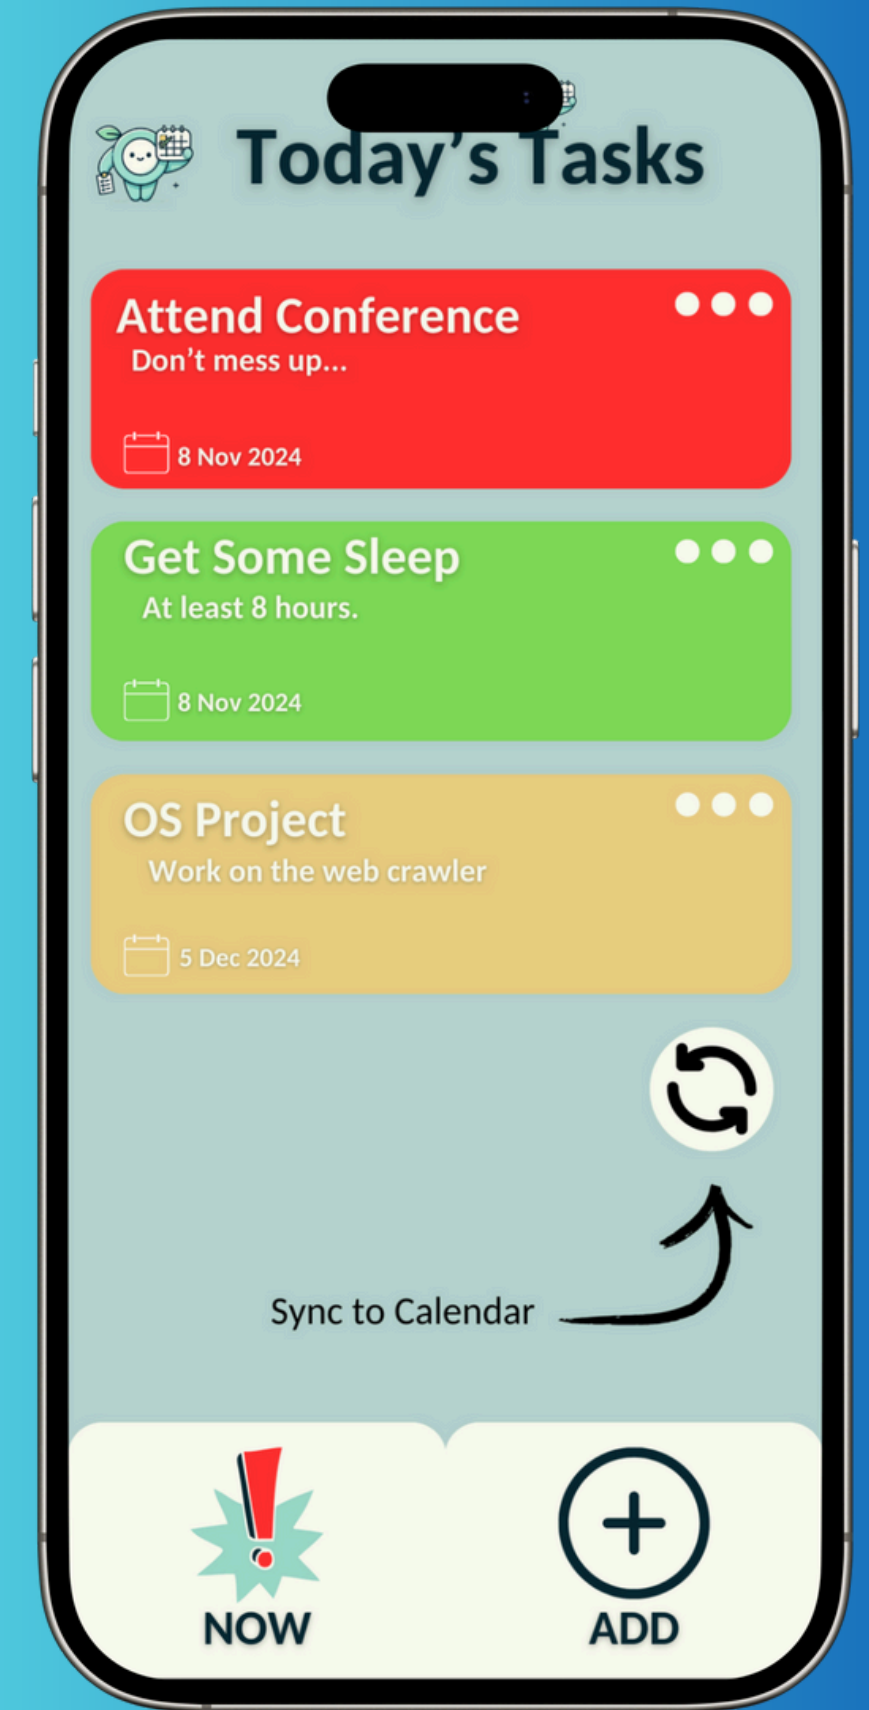 Today’s Tasks
Attend Conference
Don’t mess up...
8 Nov 2024
Get Some Sleep
At least 8 hours.
8 Nov 2024
OS Project
Work on the web crawler
5 Dec 2024
Sync to Calendar
NOW
ADD